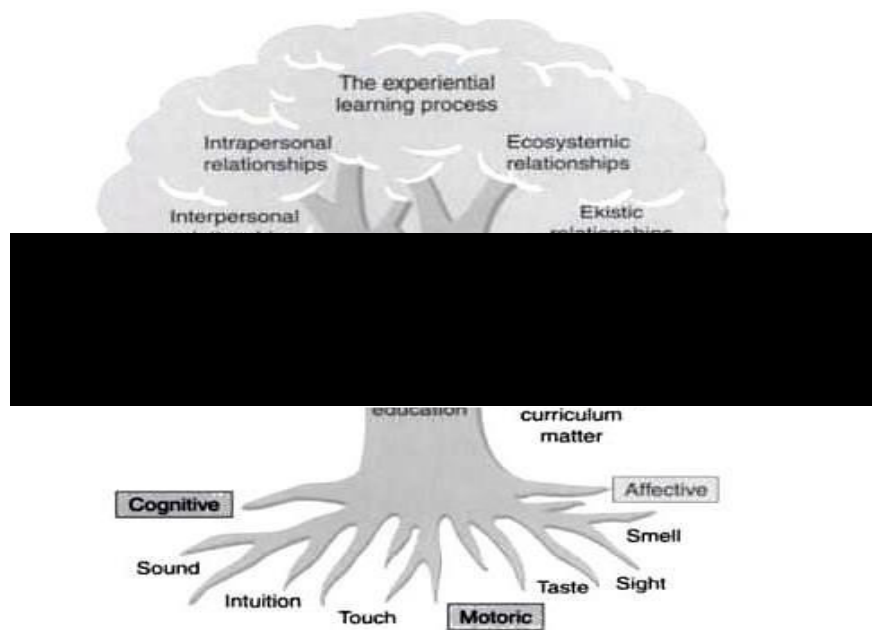 The experiential
learning process
Intrapersonal
relationships
Ecosystemic
relationships
Interpersonal
Ekistic
relationships
education
curriculum
matter
Cognitive
Affective
Smell
Sound
Sight
Taste
Intuition
Touch
Motoric